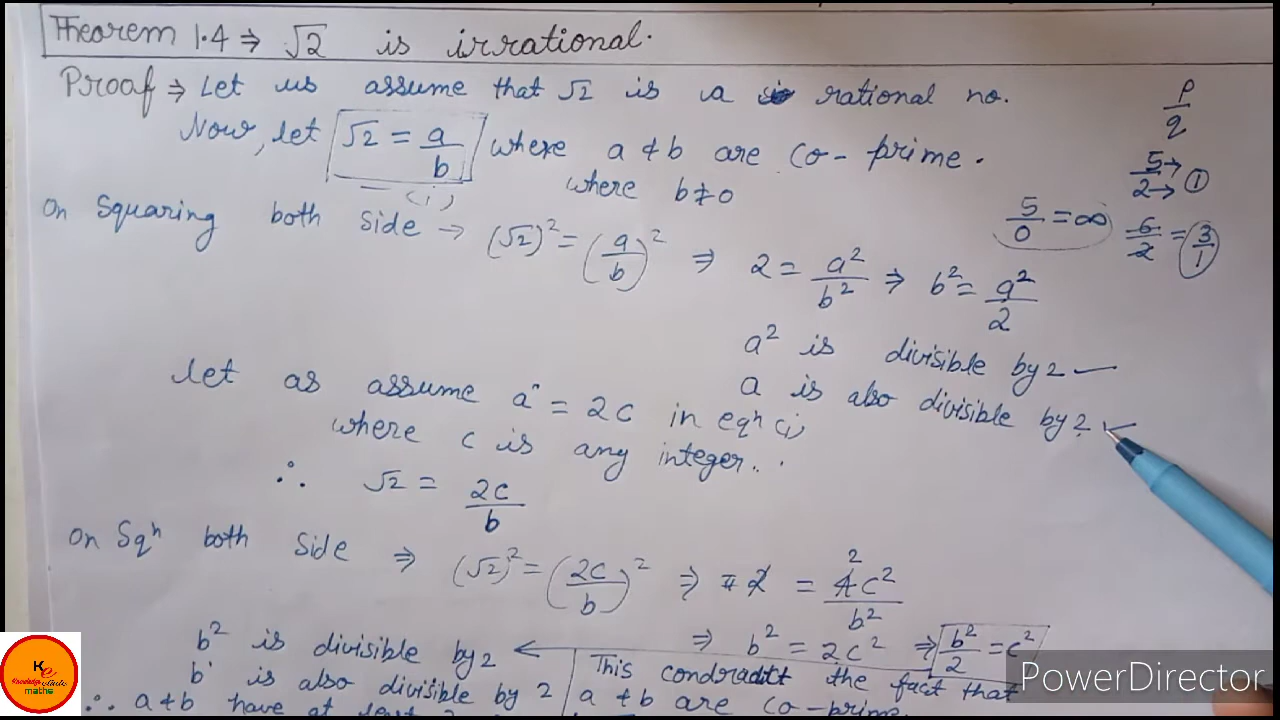 Theorem 1.4 ⇒ √2 is irrational.
Proof ⇒ Let us assume that √2 is a rational no.
Now, let √2 = a/b where a & b are co-prime.
(i) where b ≠ 0
p/q
5/2 → ①
5/0 = ∞
6/2 = 3/1
On Squaring both side → (√2)² = (a/b)² ⇒ 2 = a²/b² ⇒ b² = a²/2
a² is divisible by 2
a is also divisible by 2
let as assume a = 2c in eqⁿ (i)
where c is any integer.
∴ √2 = 2c/b
On Sqⁿ both Side ⇒ (√2)² = (2c/b)² ⇒ 2 = 4c²/b²
2
⇒ b² = 2c² ⇒ b²/2 = c²
b² is divisible by 2 ←
b is also divisible by 2
∴ a & b have at least 2
This condradit the fact that
a & b are co-prime.
K
maths
PowerDirector